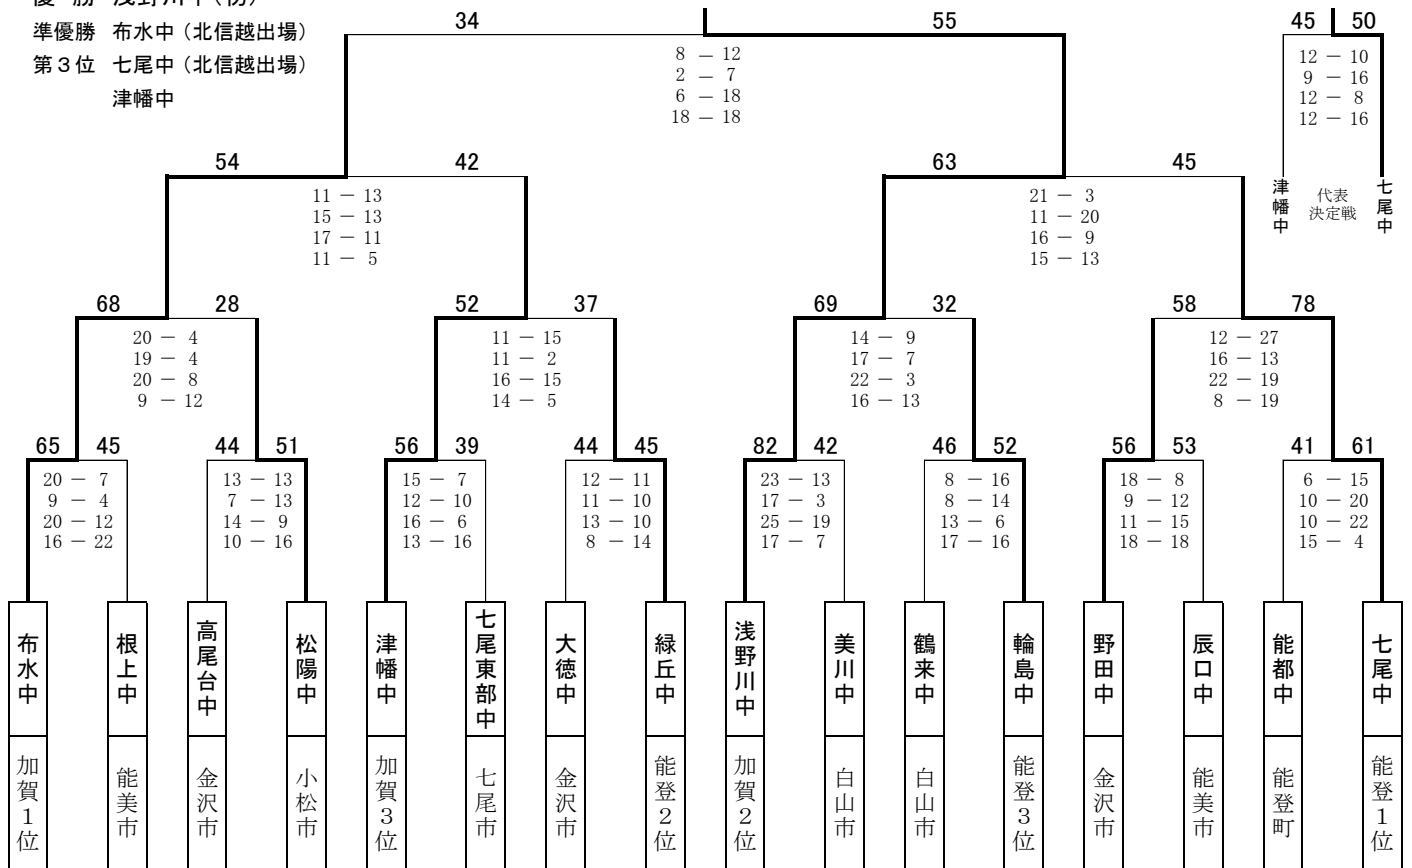 優 勝 浅野川中（初）
準優勝 布水中（北信越出場）
第３位 七尾中（北信越出場）
津幡中
34 55
8 － 12
2 － 7
6 － 18
18 － 18
45 50
12 － 10
9 － 16
12 － 8
12 － 16
津幡中
代表
決定戦
七尾中
54 42
11 － 13
15 － 13
17 － 11
11 － 5
63 45
21 － 3
11 － 20
16 － 9
15 － 13
68 28
20 － 4
19 － 4
20 － 8
9 － 12
52 37
11 － 15
11 － 2
16 － 15
14 － 5
69 32
14 － 9
17 － 7
22 － 3
16 － 13
58 78
12 － 27
16 － 13
22 － 19
8 － 19
65 45
20 － 7
9 － 4
20 － 12
16 － 22
44 51
13 － 13
7 － 13
14 － 9
10 － 16
56 39
15 － 7
12 － 10
16 － 6
13 － 16
44 45
12 － 11
11 － 10
13 － 10
8 － 14
82 42
23 － 13
17 － 3
25 － 19
17 － 7
46 52
8 － 16
8 － 14
13 － 6
17 － 16
56 53
18 － 8
9 － 12
11 － 15
18 － 18
41 61
6 － 15
10 － 20
10 － 22
15 － 4
布水中
加賀１位
根上中
能美市
高尾台中
金沢市
松陽中
小松市
津幡中
加賀３位
七尾東部中
七尾市
大徳中
金沢市
緑丘中
能登２位
浅野川中
加賀２位
美川中
白山市
鶴来中
白山市
輪島中
能登３位
野田中
金沢市
辰口中
能美市
能都中
能登町
七尾中
能登１位